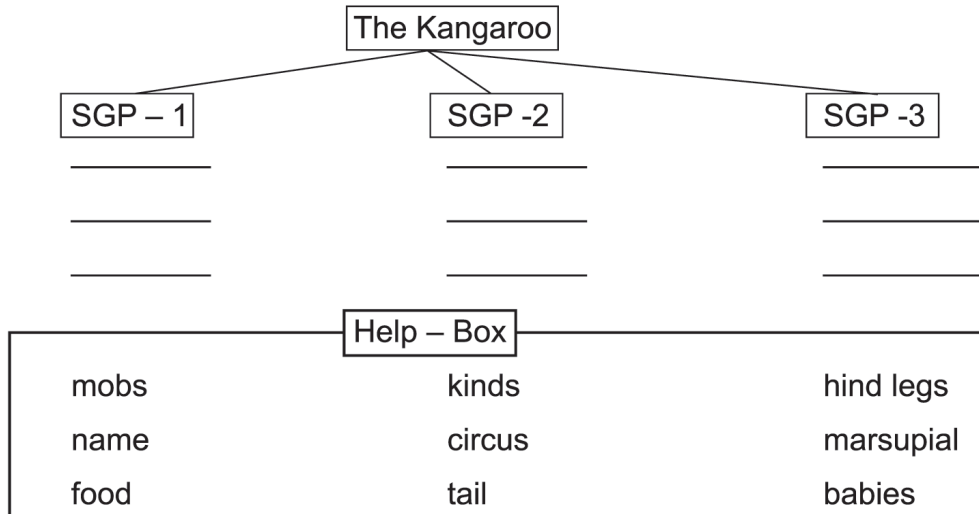 The Kangaroo
SGP – 1 SGP -2 SGP -3
Help – Box
mobs kinds hind legs
name circus marsupial
food tail babies